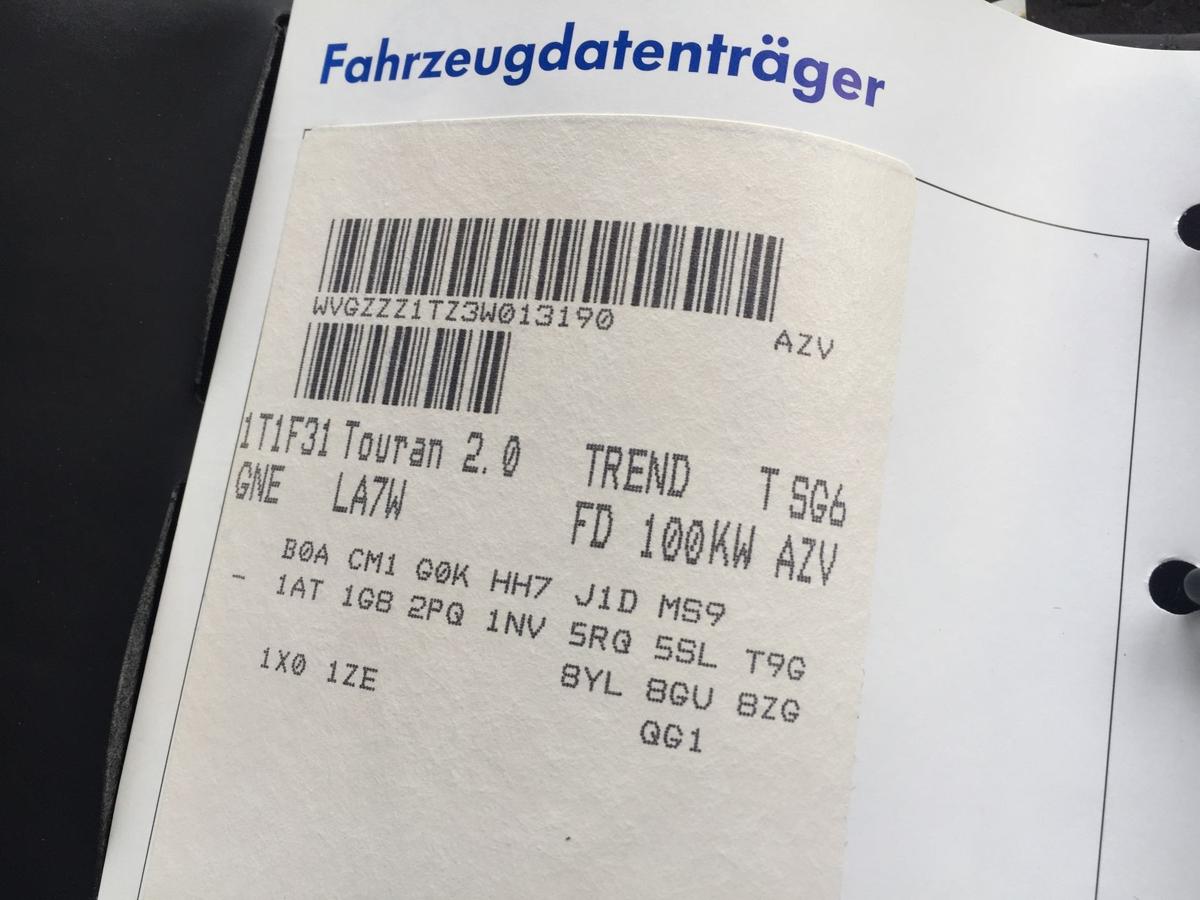 Fahrzeugdatenträger
WVGZZZ1TZ3W013190
AZV
1T1F31 Touran 2.0 TREND T SG6
GNE LA7W FD 100KW AZV
B0A CM1 G0K HH7 J1D MS9
- 1AT 1G8 2PQ 1NV 5RQ 5SL T9G
1X0 1ZE 8YL 8GU 8ZG
QG1